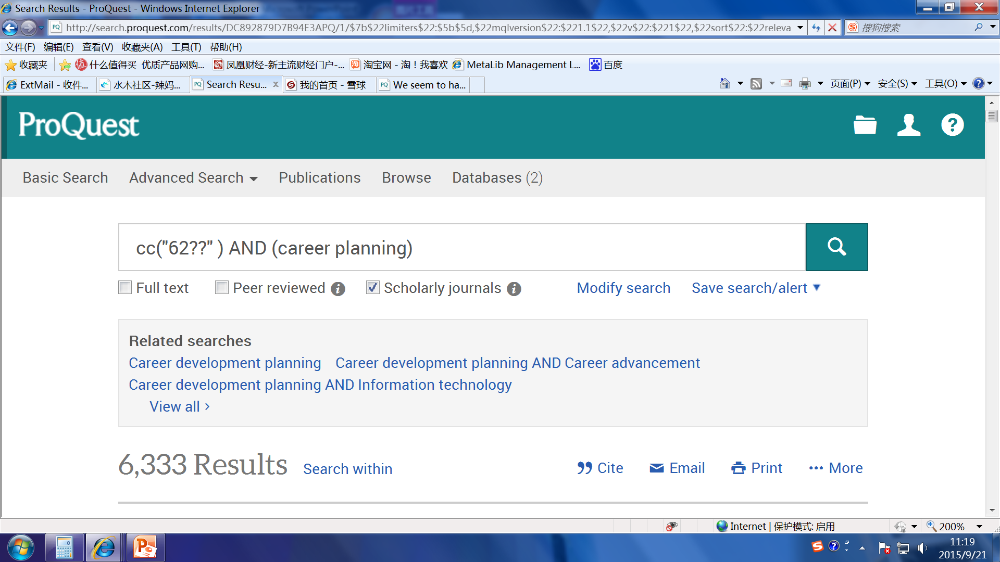 Search Results - ProQuest - Windows Internet Explorer
http://search.proquest.com/results/DC892879D7B94E3APQ/1/$7b$22limiters$22:$5b$5d,$22mqlversion$22:$221.1$22,$22v$22:$221$22,$22sort$22:$22releva
搜狗搜索
文件(F) 编辑(E) 查看(V) 收藏夹(A) 工具(T) 帮助(H)
收藏夹 值 什么值得买 优质产品网购... 凤凰财经-新主流财经门户-... 淘 淘宝网 - 淘！我喜欢 MetaLib Management L... 百度
ExtMail - 收件... 水木社区-辣妈... PQ Search Resu... 我的首页 - 雪球 PQ We seem to ha... 页面(P) 安全(S) 工具(O)
ProQuest
Basic Search Advanced Search Publications Browse Databases (2)
cc("62??" ) AND (career planning)
Full text Peer reviewed Scholarly journals Modify search Save search/alert
Related searches
Career development planning Career development planning AND Career advancement
Career development planning AND Information technology
View all ›
6,333 Results Search within Cite Email Print More
Internet | 保护模式: 启用 200%
11:19
2015/9/21